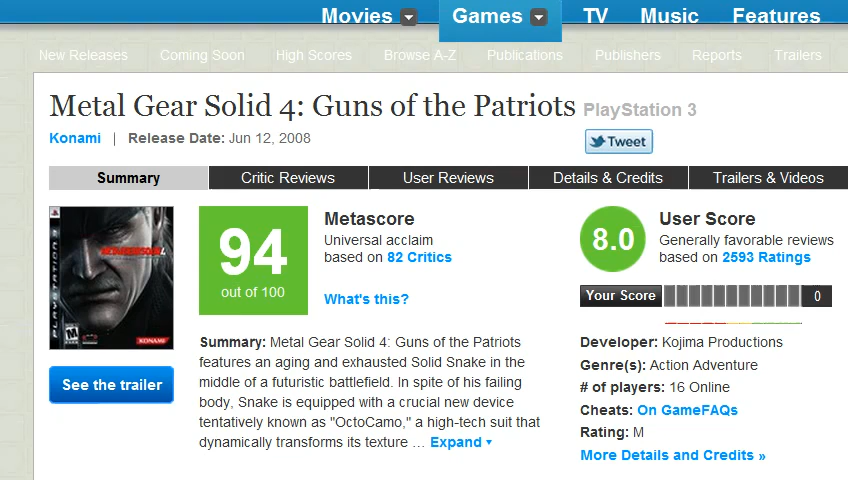 Movies Games TV Music Features
New Releases Coming Soon High Scores Browse A-Z Publications Publishers Reports Trailers
Metal Gear Solid 4: Guns of the Patriots PlayStation 3
Konami | Release Date: Jun 12, 2008
Tweet
Summary Critic Reviews User Reviews Details & Credits Trailers & Videos
PLAYSTATION 3
METAL GEAR SOLID 4
M
KONAMI
See the trailer
94
out of 100
Metascore
Universal acclaim
based on 82 Critics
What's this?
8.0
User Score
Generally favorable reviews
based on 2593 Ratings
Your Score 0
Summary: Metal Gear Solid 4: Guns of the Patriots
features an aging and exhausted Solid Snake in the
middle of a futuristic battlefield. In spite of his failing
body, Snake is equipped with a crucial new device
tentatively known as "OctoCamo," a high-tech suit that
dynamically transforms its texture … Expand
Developer: Kojima Productions
Genre(s): Action Adventure
# of players: 16 Online
Cheats: On GameFAQs
Rating: M
More Details and Credits »